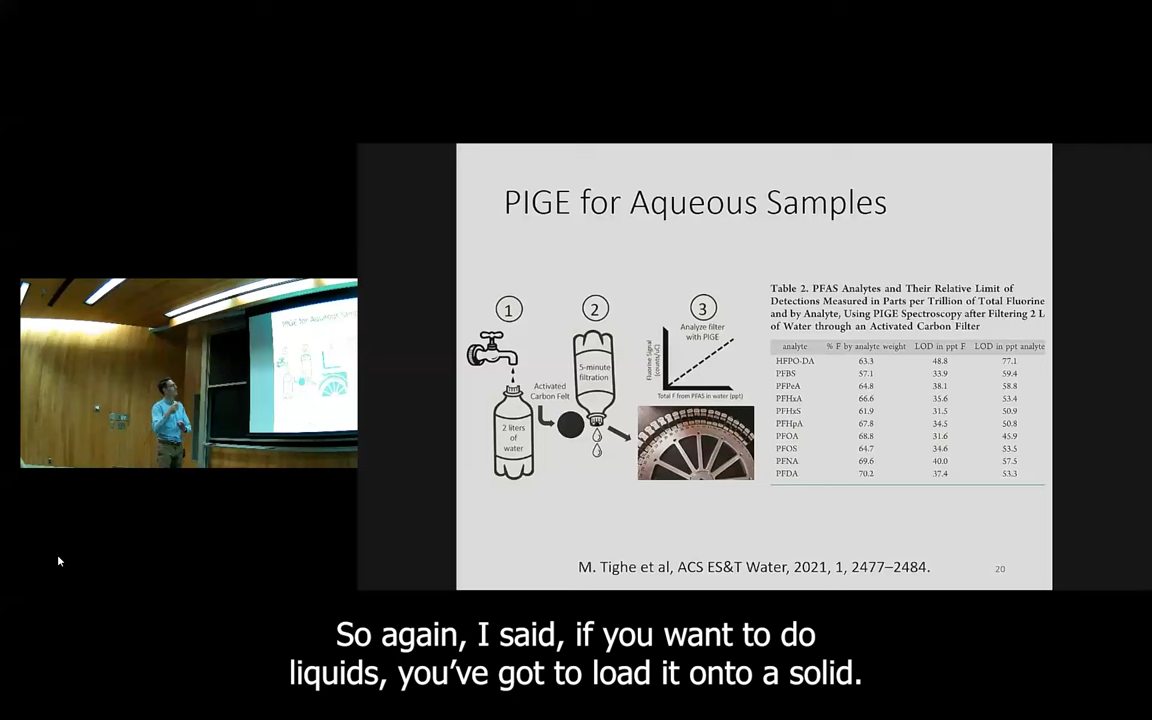 PIGE for Aqueous Samples
1
2
3
2 liters
of
water
Activated
Carbon Felt
5-minute
filtration
Analyze filter
with PIGE
Fluorine Signal
(counts/uC)
Total F from PFAS in water (ppt)
Table 2. PFAS Analytes and Their Relative Limit of
Detections Measured in Parts per Trillion of Total Fluorine
and by Analyte, Using PIGE Spectroscopy after Filtering 2 L
of Water through an Activated Carbon Filter
analyte % F by analyte weight LOD in ppt F LOD in ppt analyte
HFPO-DA 63.3 48.8 77.1
PFBS 57.1 33.9 59.4
PFPeA 64.8 38.1 58.8
PFHxA 66.6 35.6 53.4
PFHxS 61.9 31.5 50.9
PFHpA 67.8 34.5 50.8
PFOA 68.8 31.6 45.9
PFOS 64.7 34.6 53.5
PFNA 69.6 40.0 57.5
PFDA 70.2 37.4 53.3
M. Tighe et al, ACS ES&T Water, 2021, 1, 2477–2484.
20
PIGE for Aqueous Samp
So again, I said, if you want to do
liquids, you've got to load it onto a solid.